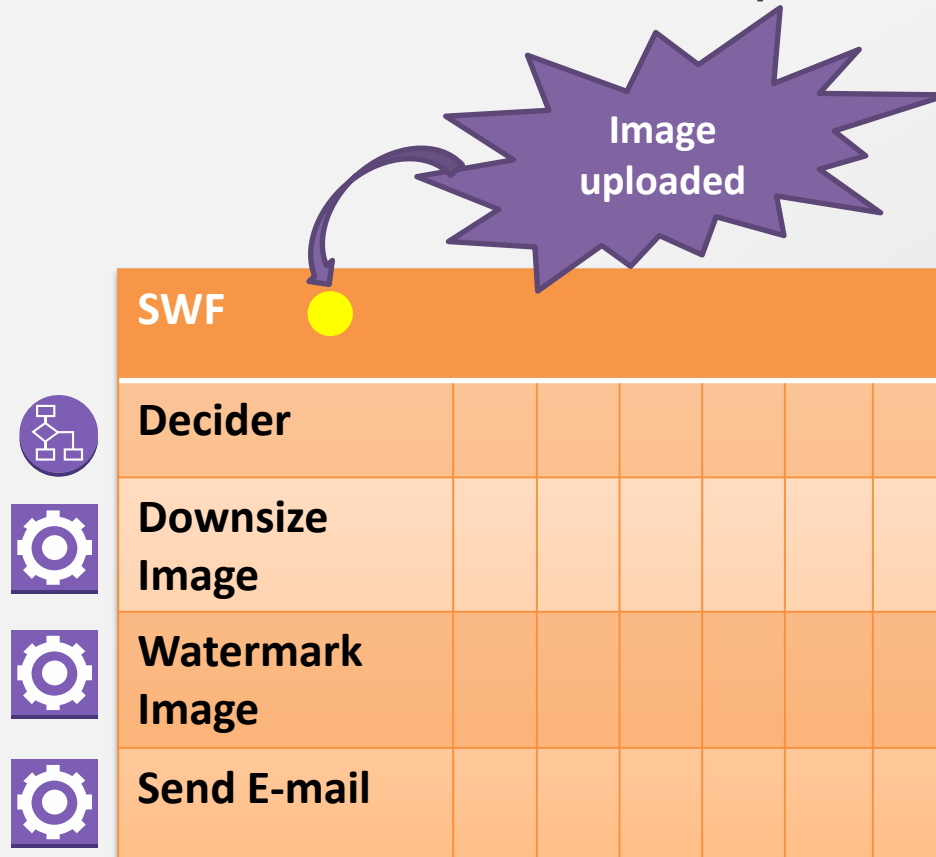 Image
uploaded
SWF
Decider
Downsize
Image
Watermark
Image
Send E-mail